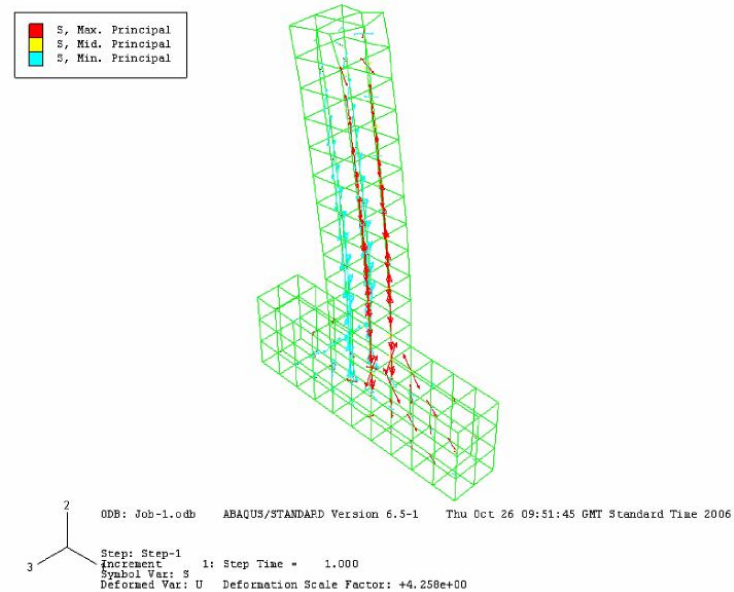 S, Max. Principal
S, Mid. Principal
S, Min. Principal
2
3
ODB: Job-1.odb ABAQUS/STANDARD Version 6.5-1 Thu Oct 26 09:51:45 GMT Standard Time 2006
Step: Step-1
Increment 1: Step Time = 1.000
Symbol Var: S
Deformed Var: U Deformation Scale Factor: +4.258e+00